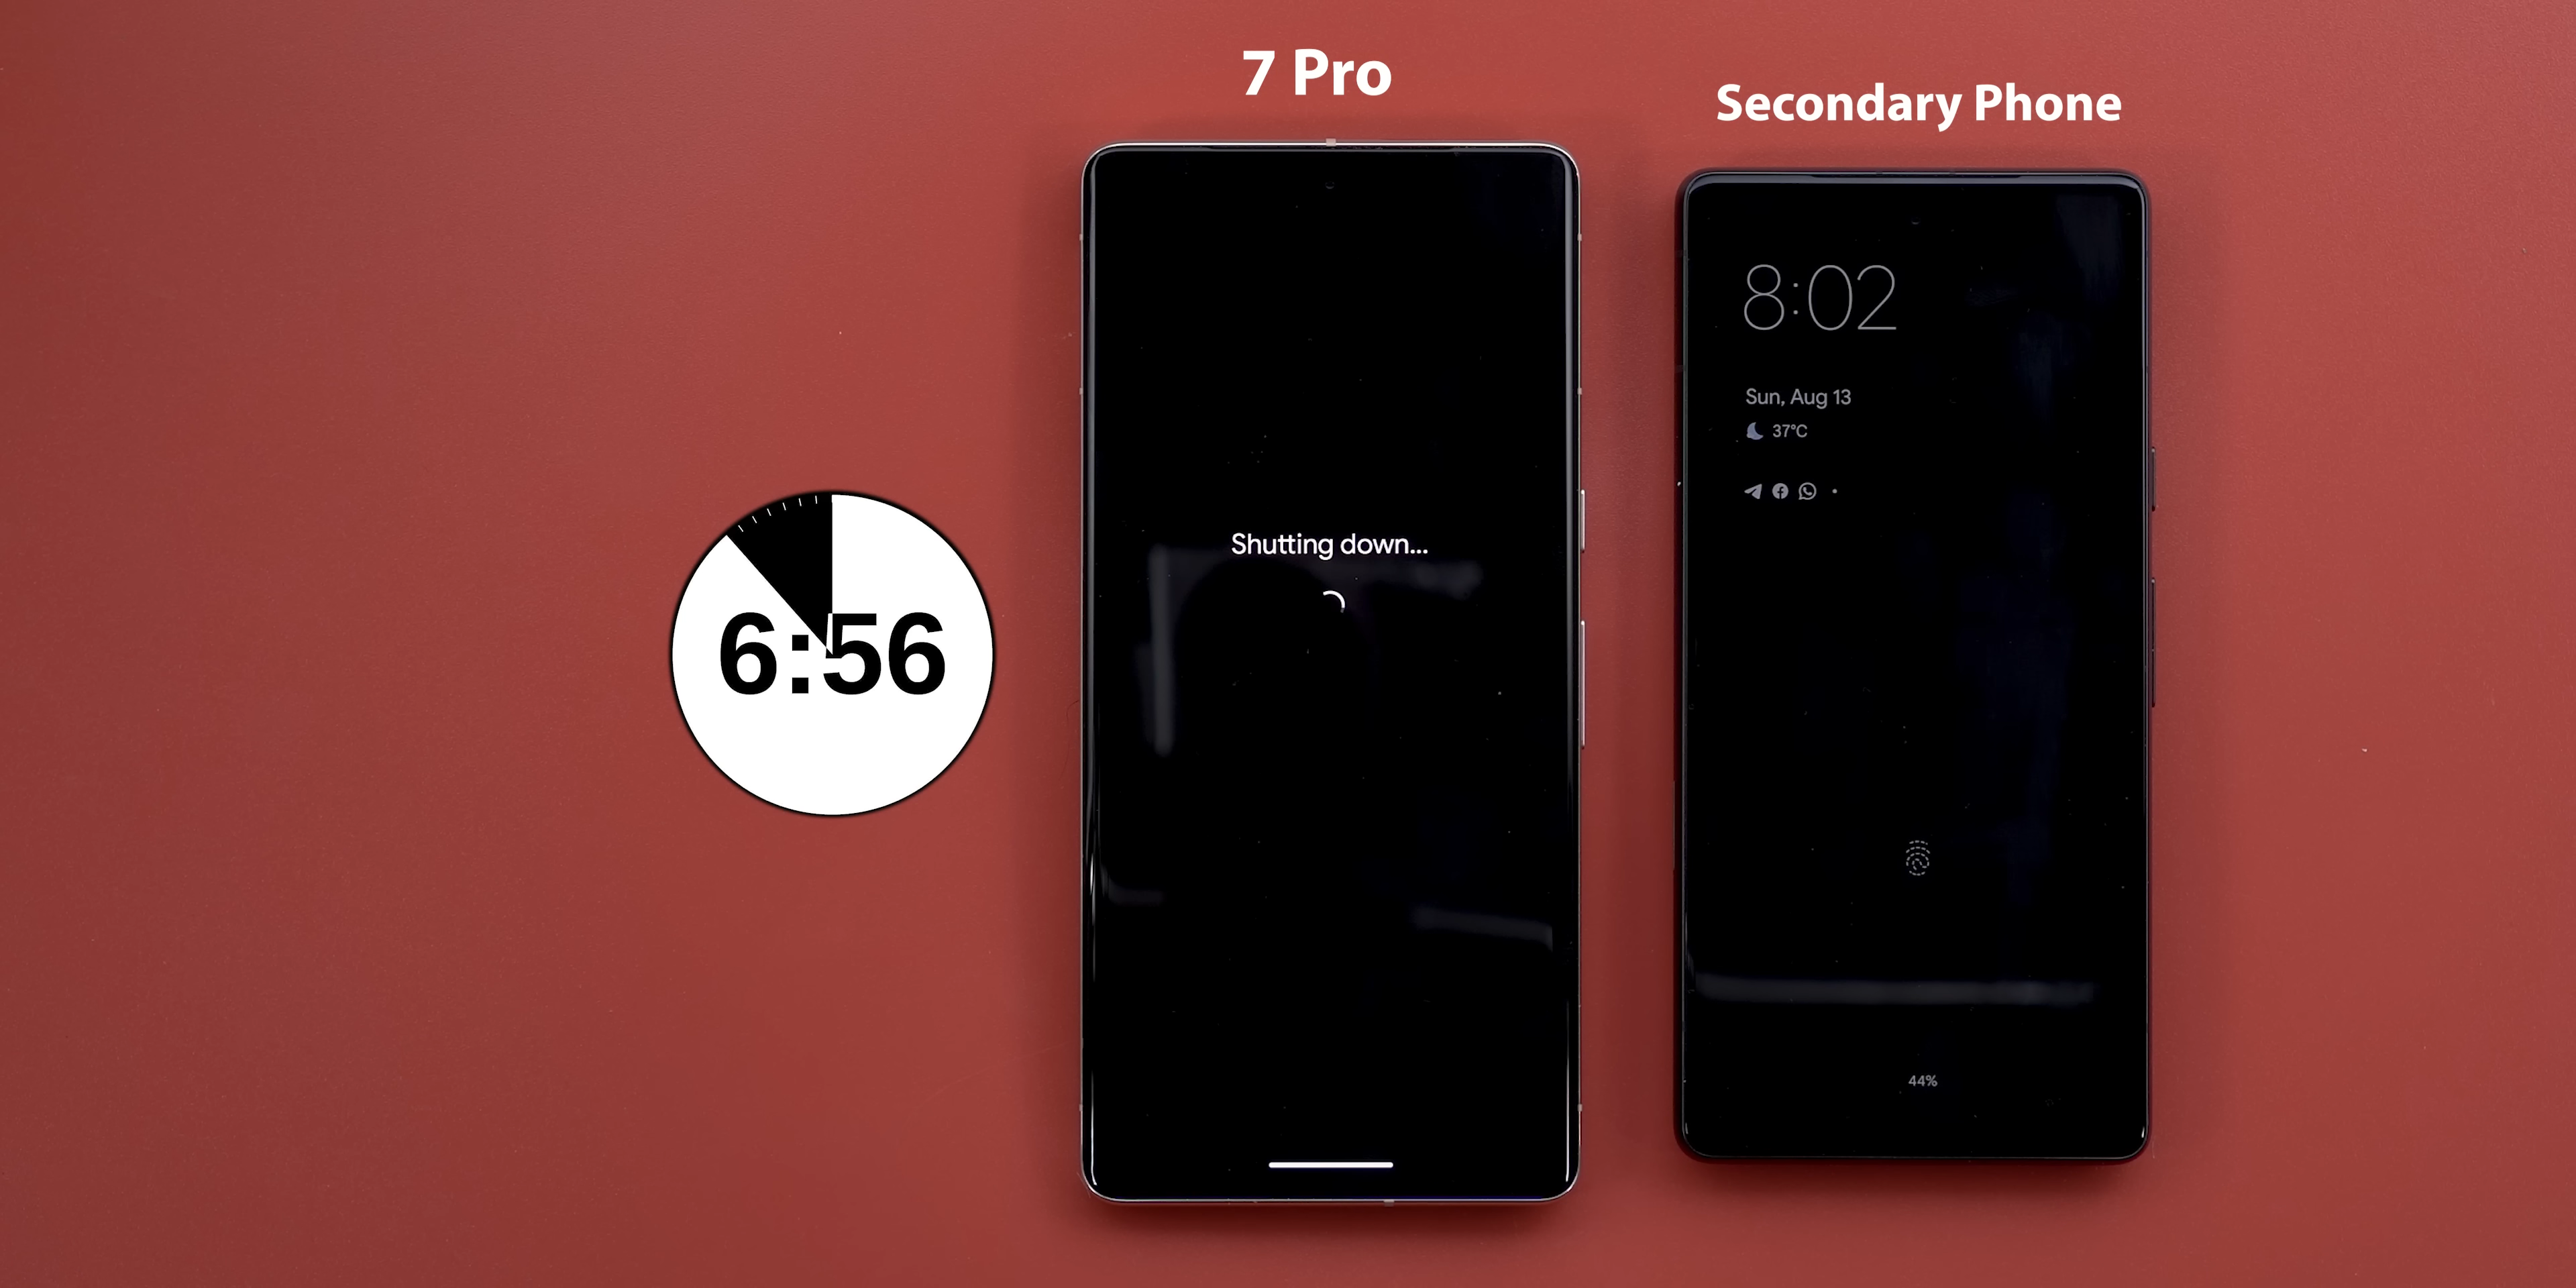 7 Pro
Secondary Phone
8:02
Sun, Aug 13
37°C
Shutting down...
6:56
44%